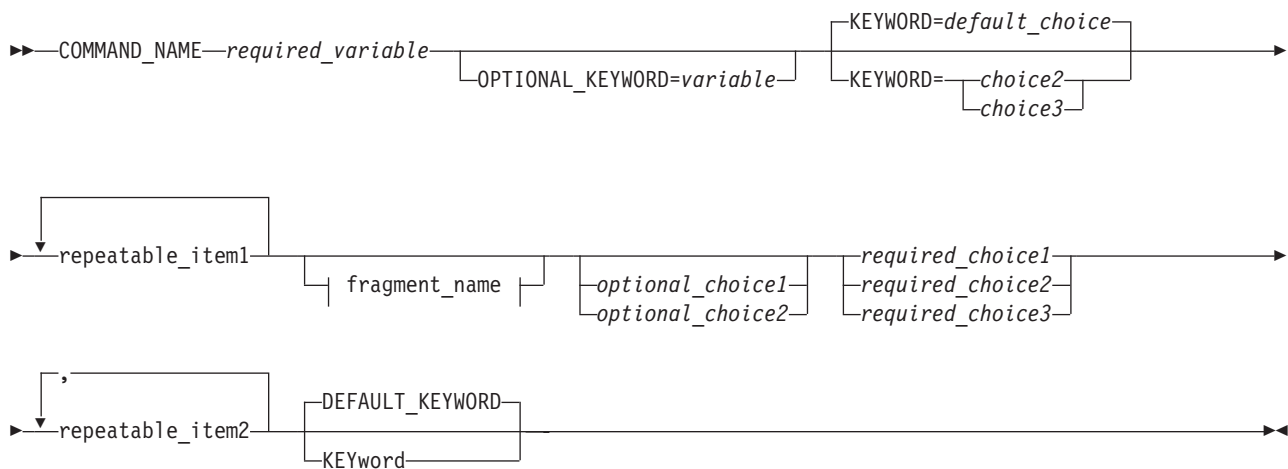 KEYWORD=default_choice
COMMAND_NAME required_variable
OPTIONAL_KEYWORD=variable KEYWORD= choice2
choice3
repeatable_item1 required_choice1
fragment_name optional_choice1 required_choice2
optional_choice2 required_choice3
,
DEFAULT_KEYWORD
repeatable_item2
KEYword